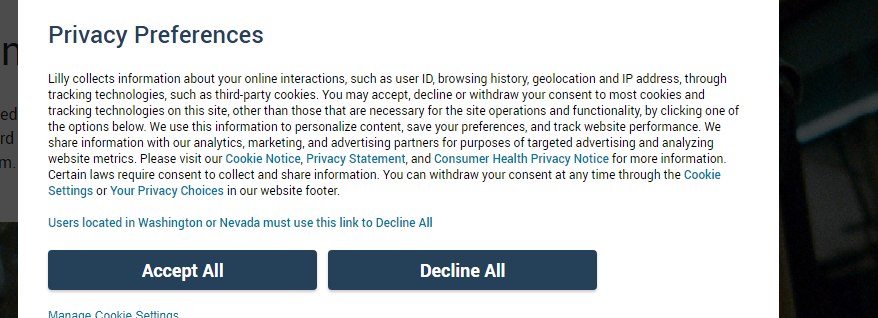 Privacy Preferences
n
Lilly collects information about your online interactions, such as user ID, browsing history, geolocation and IP address, through
tracking technologies, such as third-party cookies. You may accept, decline or withdraw your consent to most cookies and
tracking technologies on this site, other than those that are necessary for the site operations and functionality, by clicking one of
ed
the options below. We use this information to personalize content, save your preferences, and track website performance. We
rd
share information with our analytics, marketing, and advertising partners for purposes of targeted advertising and analyzing
m.
website metrics. Please visit our Cookie Notice, Privacy Statement, and Consumer Health Privacy Notice for more information.
Certain laws require consent to collect and share information. You can withdraw your consent at any time through the Cookie
Settings or Your Privacy Choices in our website footer.
Users located in Washington or Nevada must use this link to Decline All
Accept All
Decline All
Manage Cookie Settings